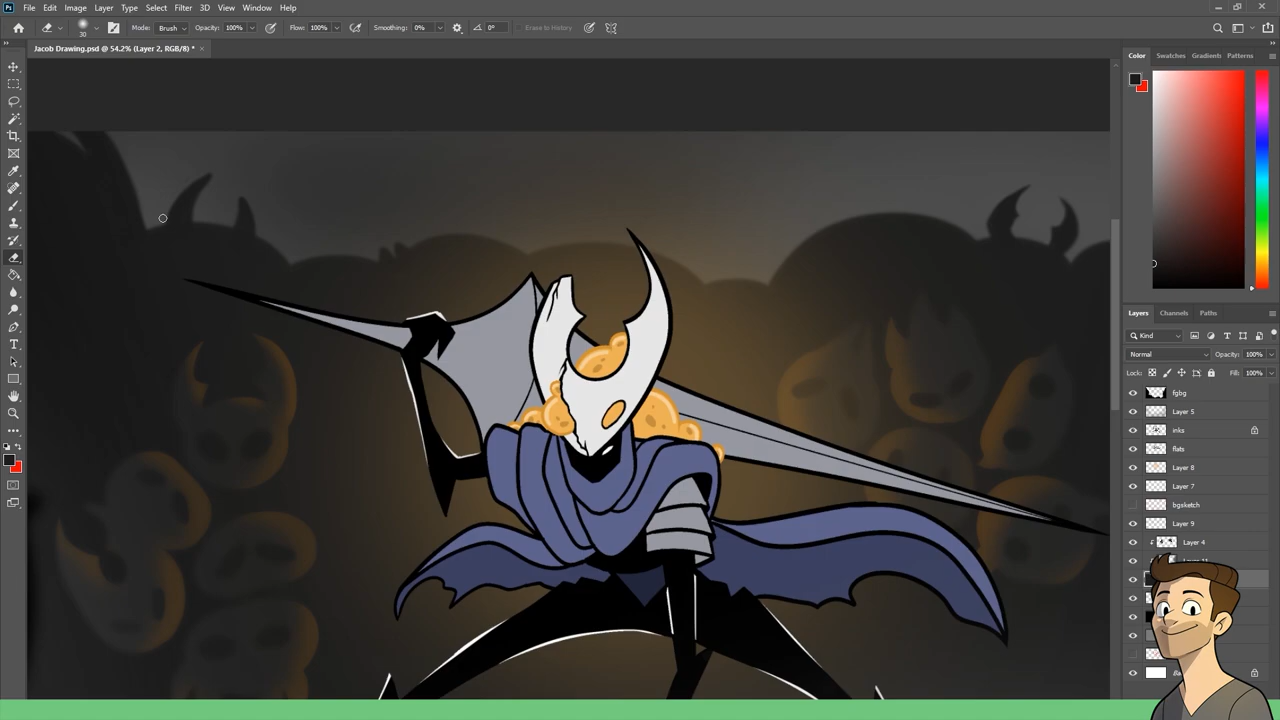 Ps File Edit Image Layer Type Select Filter 3D View Window Help
30 Mode: Brush Opacity: 100% Flow: 100% Smoothing: 0% 0° Erase to History
Jacob Drawing.psd @ 54.2% (Layer 2, RGB/8) * ×
Color Swatches Gradients Patterns
Layers Channels Paths
Kind
Normal Opacity: 100%
Lock: Fill: 100%
fgbg
Layer 5
inks
flats
Layer 8
Layer 7
bgsketch
Layer 9
Layer 4